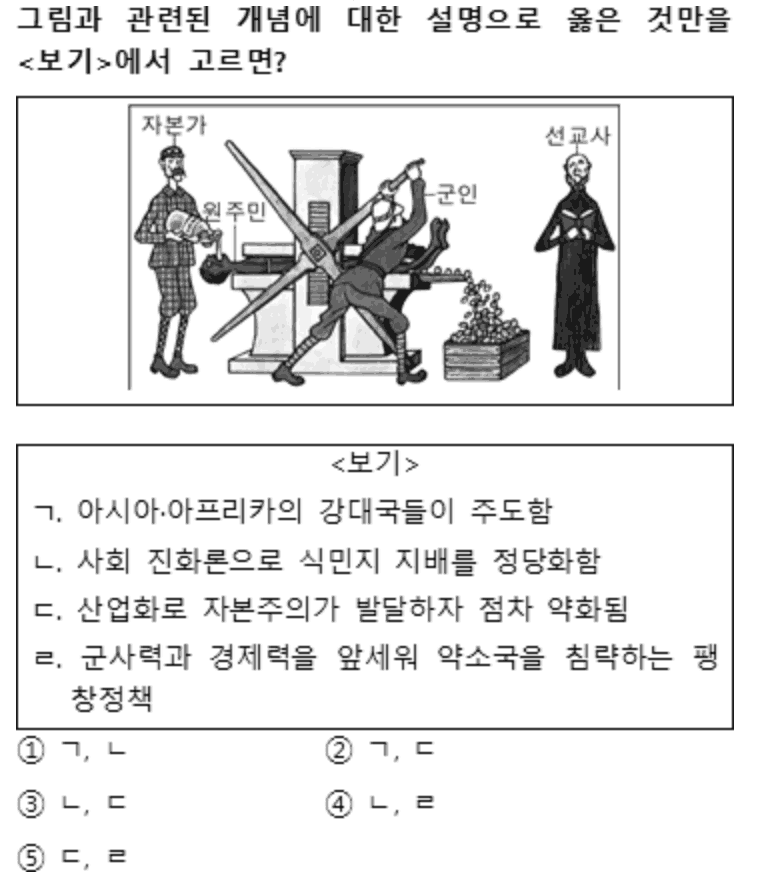 그림과 관련된 개념에 대한 설명으로 옳은 것만을
<보기>에서 고르면?
자본가
선교사
원주민
군인
<보기>
ㄱ. 아시아·아프리카의 강대국들이 주도함
ㄴ. 사회 진화론으로 식민지 지배를 정당화함
ㄷ. 산업화로 자본주의가 발달하자 점차 약화됨
ㄹ. 군사력과 경제력을 앞세워 약소국을 침략하는 팽
창정책
① ㄱ, ㄴ ② ㄱ, ㄷ
③ ㄴ, ㄷ ④ ㄴ, ㄹ
⑤ ㄷ, ㄹ